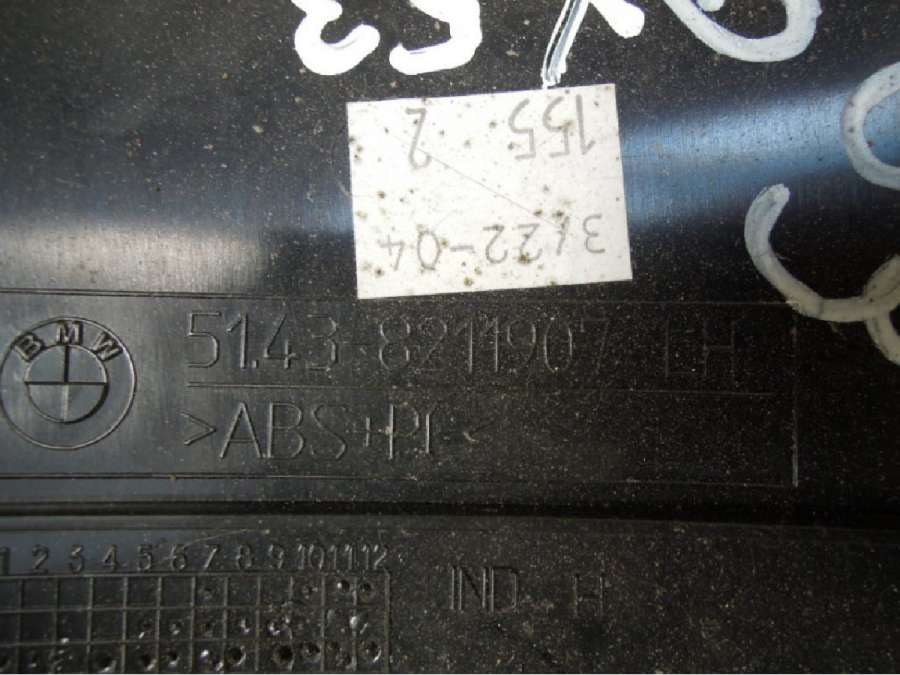 X53
155 2
3/22-04
BMW
51.43-8211907 LH
>ABS+PC<
1 2 3 4 5 6 7 8 9 10 11 12
IND H